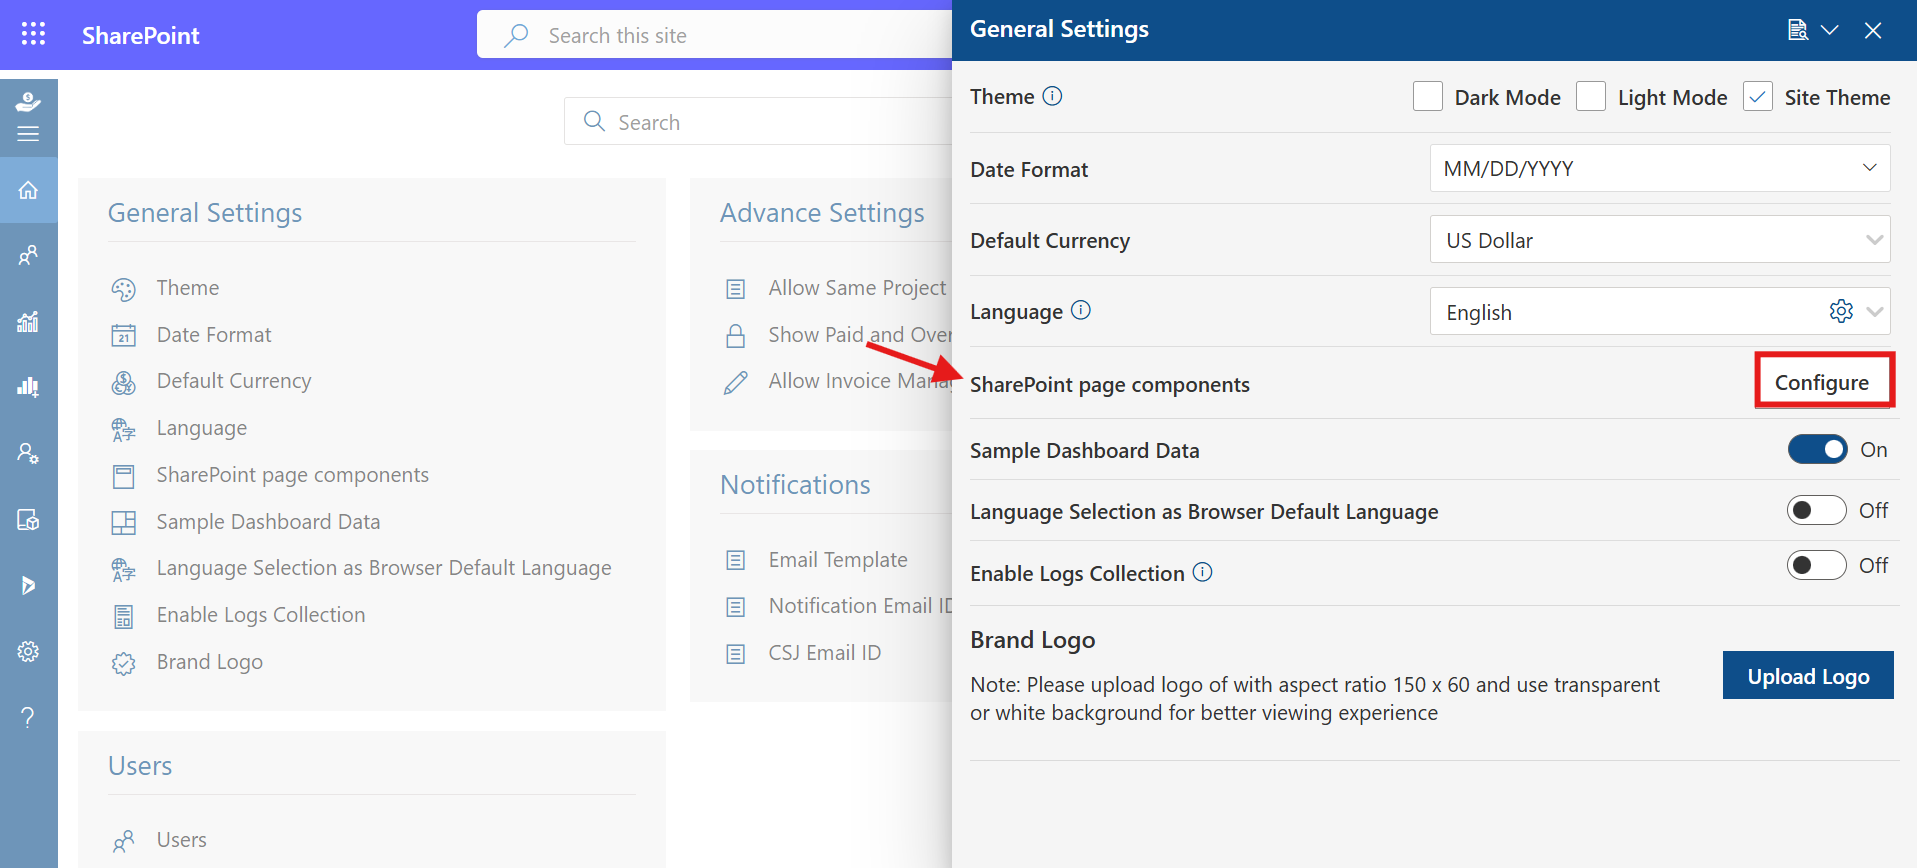 SharePoint
Search this site
Search
General Settings
Theme
21
Date Format
Default Currency
Language
SharePoint page components
Sample Dashboard Data
Language Selection as Browser Default Language
Enable Logs Collection
Brand Logo
Users
Users
Advance Settings
Allow Same Project
Show Paid and Over
Allow Invoice Mana
Notifications
Email Template
Notification Email ID
CSJ Email ID
General Settings
Theme
Dark Mode
Light Mode
Site Theme
Date Format
MM/DD/YYYY
Default Currency
US Dollar
Language
English
SharePoint page components
Configure
Sample Dashboard Data
On
Language Selection as Browser Default Language
Off
Enable Logs Collection
Off
Brand Logo
Note: Please upload logo of with aspect ratio 150 x 60 and use transparent
or white background for better viewing experience
Upload Logo